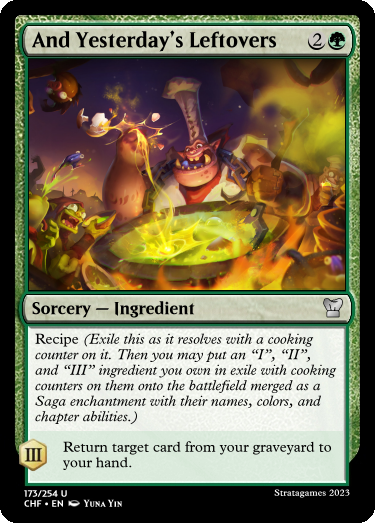 And Yesterday's Leftovers 2
Sorcery — Ingredient
Recipe (Exile this as it resolves with a cooking
counter on it. Then you may put an “I”, “II”,
and “III” ingredient you own in exile with cooking
counters on them onto the battlefield merged as a
Saga enchantment with their names, colors, and
chapter abilities.)
III Return target card from your graveyard to
your hand.
173/254 U
Stratagames 2023
CHF • EN Yuna Yin